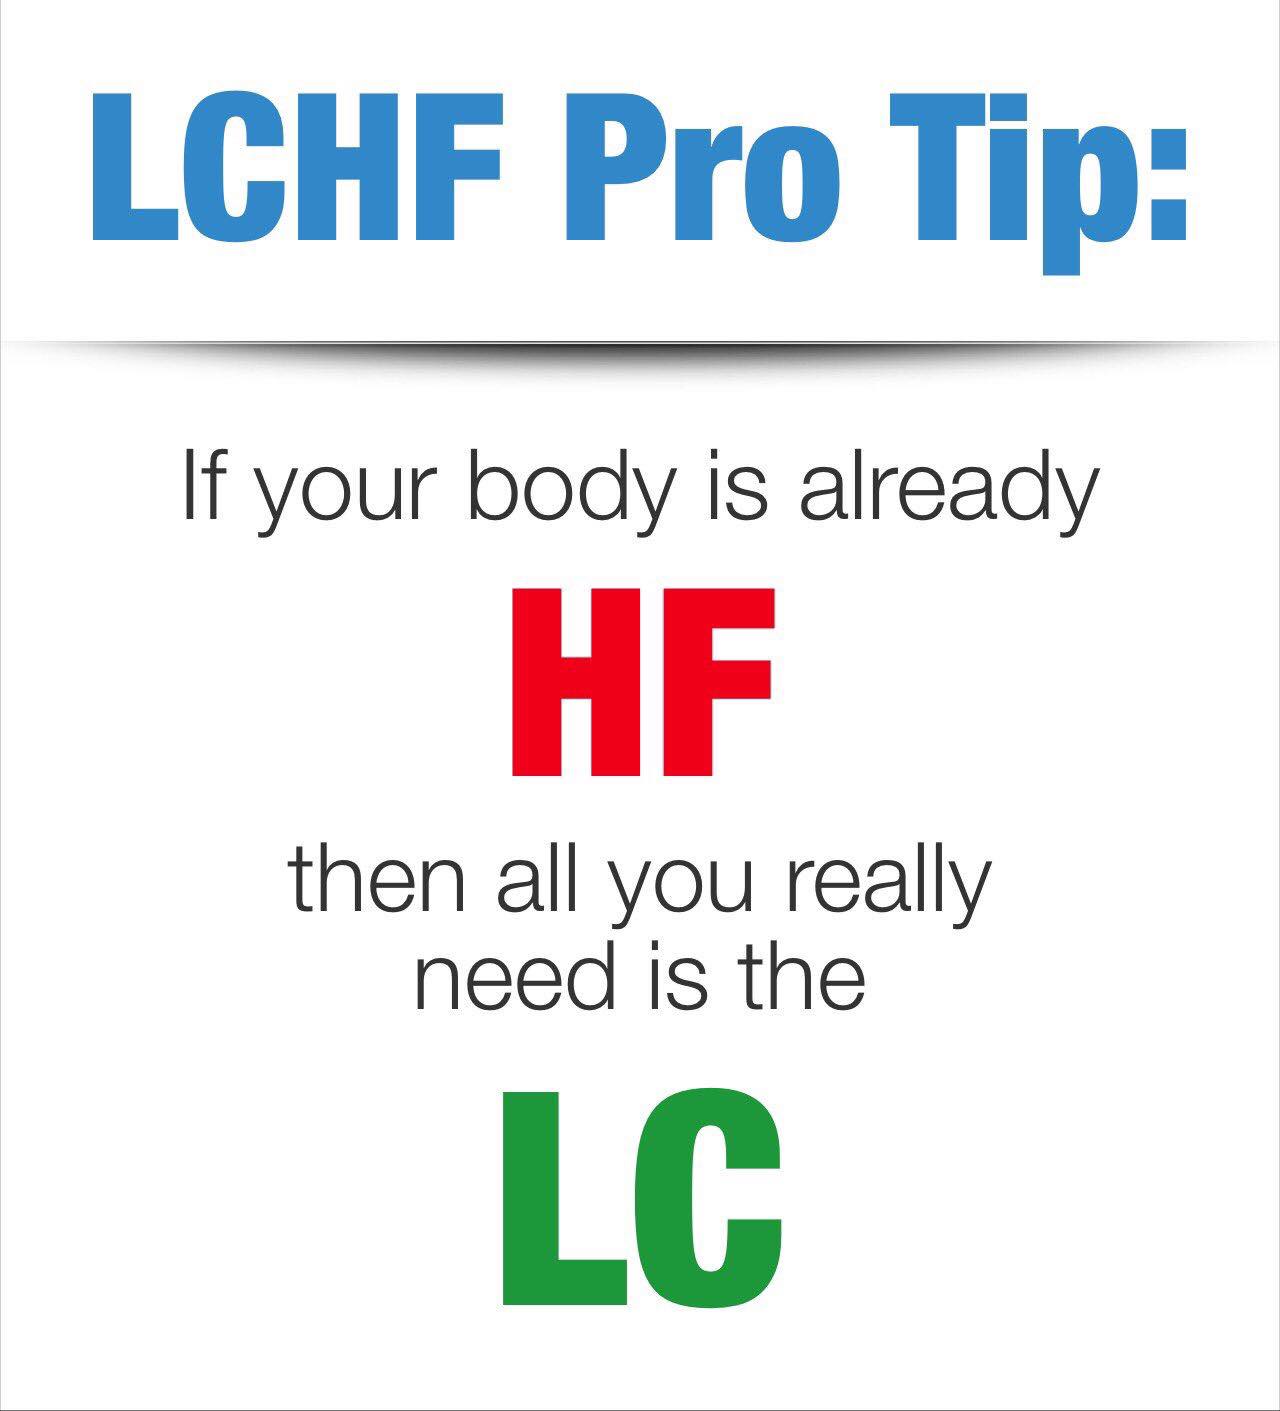 LCHF Pro Tip:
If your body is already
HF
then all you really
need is the
LC